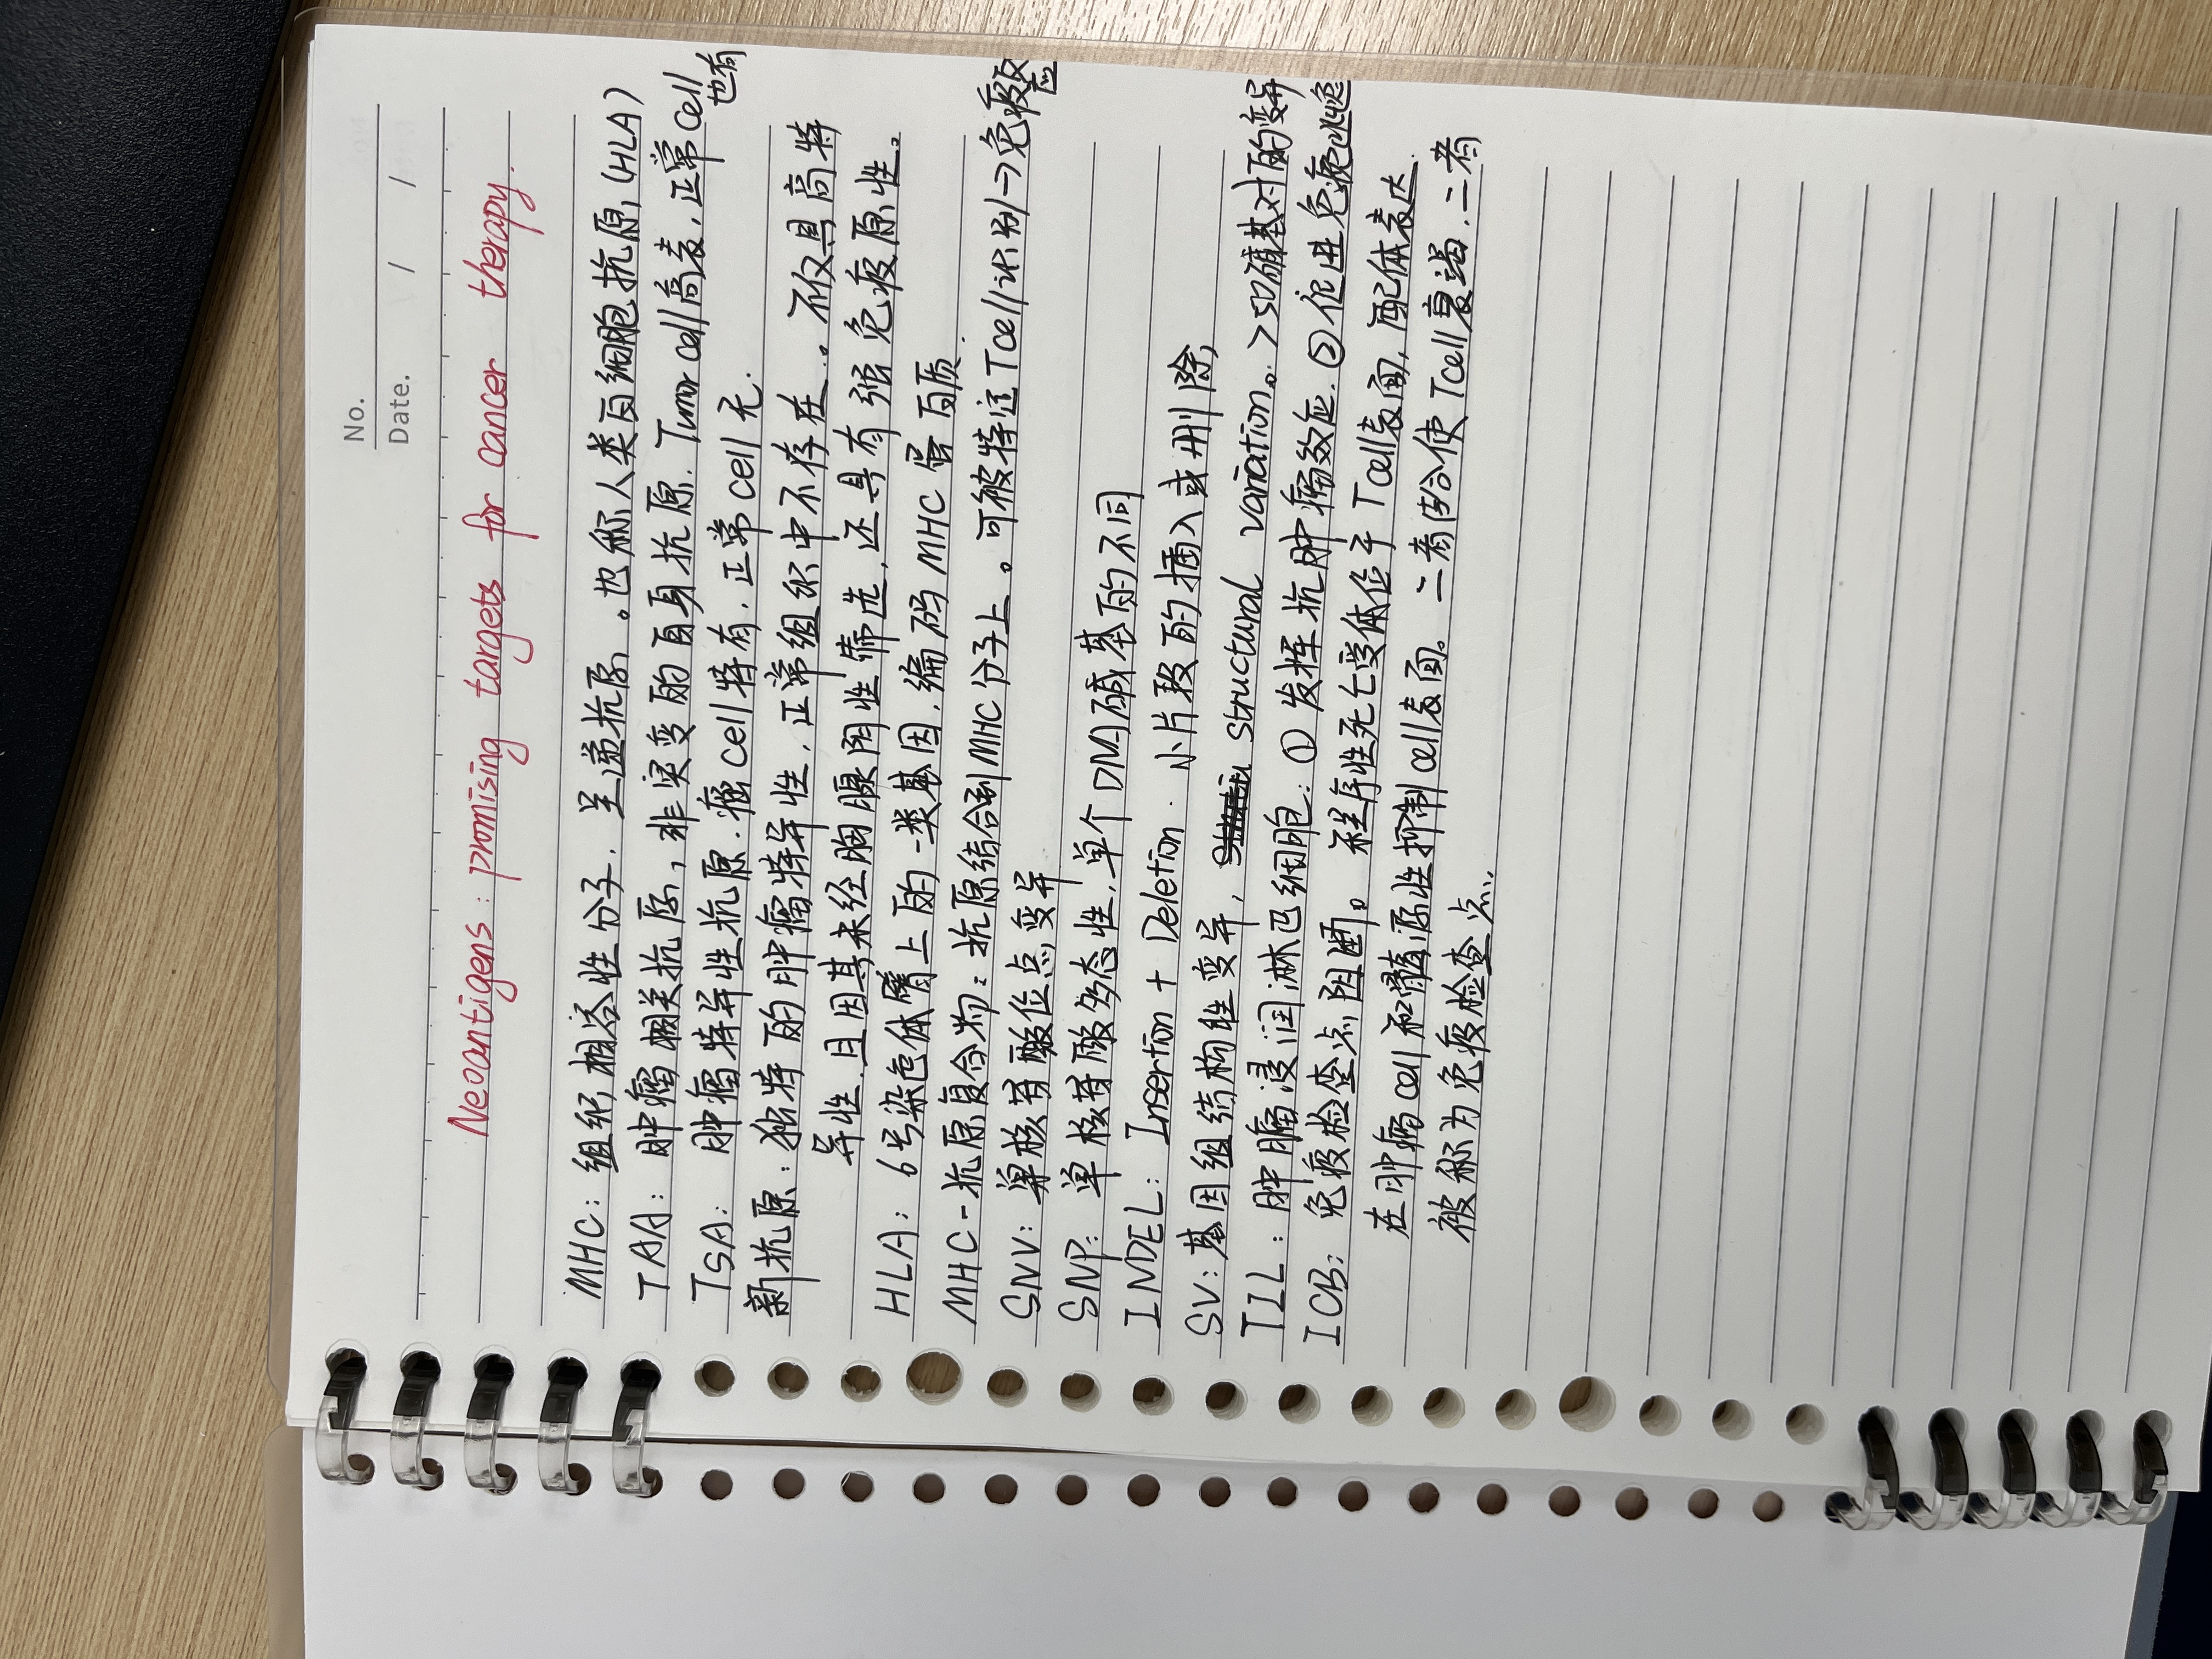 No.
Date. / /
Neoantigens: promising targets for cancer therapy.
MHC: 组织相容性分子. 呈递抗原。也称人类白细胞抗原 (HLA)
TAA: 肿瘤相关抗原, 非突变的自身抗原. Tumor cell高表, 正常cell
也有
TSA: 肿瘤特异性抗原. 癌cell特有, 正常cell无.
新抗原: 独特的肿瘤特异性, 正常组织中不存在。不仅具高特
异性, 且因其未经胸腺阴性筛选, 还具有强免疫原性。
HLA: 6号染色体臂上的一类基因, 编码MHC蛋白质.
MHC-抗原复合物: 抗原结合到MHC分子上。可被特定Tcell识别→免疫反
应
SNV: 单核苷酸位点变异
SNP: 单核苷酸多态性, 单个DNA碱基的不同
INDEL: Insertion + Deletion. 小片段的插入或删除
SV: 基因组结构性变异, structural variation。>50碱基对的变异
TIL: 肿瘤浸润淋巴细胞: ① 发挥抗肿瘤效应. ② 促进免疫逃逸
ICB: 免疫检查点阻断。程序性死亡受体位于Tcell表面, 配体表达
在肿瘤cell和髓源性抑制cell表面。二者结合使Tcell衰竭, 二者
被称为免疫检查点.